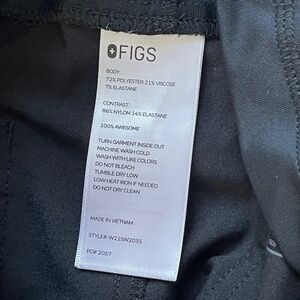 FIGS
BODY:
72% POLYESTER 21% VISCOSE
7% ELASTANE
CONTRAST:
86% NYLON 14% ELASTANE
100% AWESOME
TURN GARMENT INSIDE OUT
MACHINE WASH COLD
WASH WITH LIKE COLORS
DO NOT BLEACH
TUMBLE DRY LOW
LOW HEAT IRON IF NEEDED
DO NOT DRY CLEAN
MADE IN VIETNAM
STYLE# W21SW2035
PO# 2057